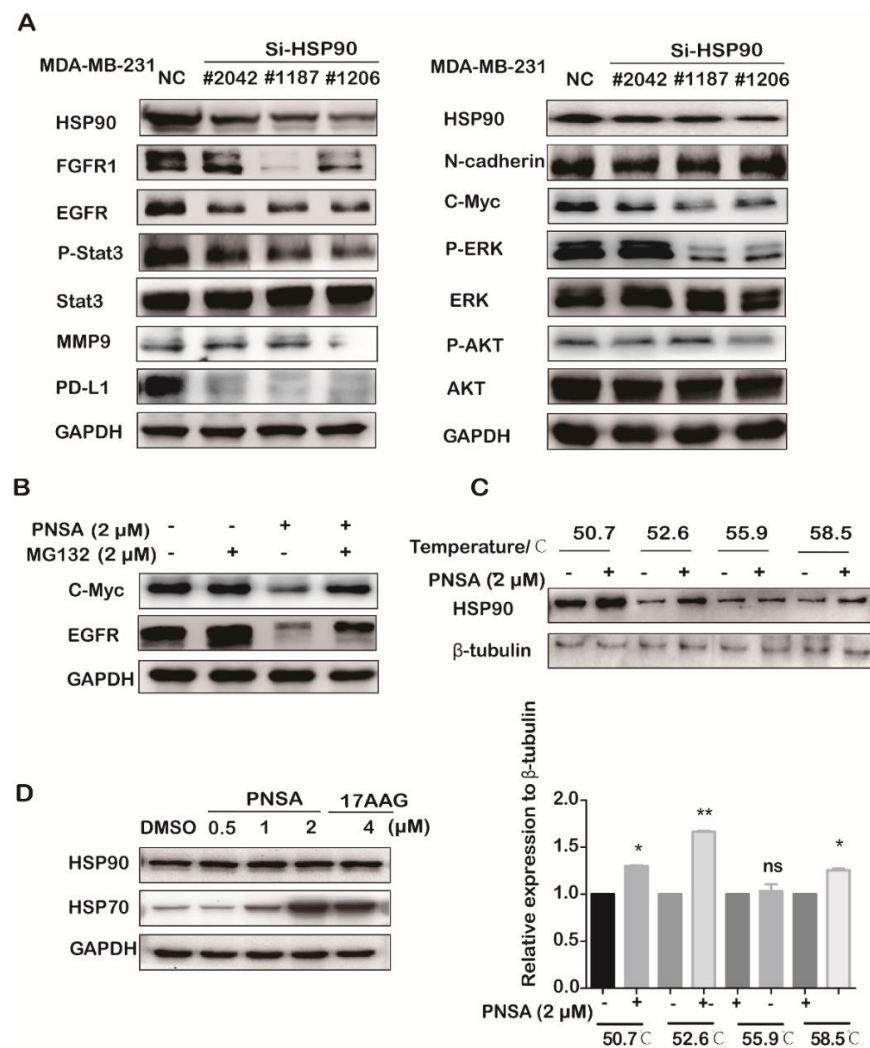 A
Si-HSP90
MDA-MB-231 NC #2042 #1187 #1206
HSP90
FGFR1
EGFR
P-Stat3
Stat3
MMP9
PD-L1
GAPDH
Si-HSP90
MDA-MB-231 NC #2042 #1187 #1206
HSP90
N-cadherin
C-Myc
P-ERK
ERK
P-AKT
AKT
GAPDH
B
PNSA (2 μM) - - + +
MG132 (2 μM) - + - +
C-Myc
EGFR
GAPDH
C
Temperature/ C 50.7 52.6 55.9 58.5
PNSA (2 μM) - + - + - + - +
HSP90
β-tubulin
D
PNSA 17AAG
DMSO 0.5 1 2 4 (μM)
HSP90
HSP70
GAPDH
Relative expression to β-tubulin
2.0
1.5
1.0
0.5
0.0
* ** ns *
PNSA (2 μM) - + - +- + - +
50.7 C 52.6 C 55.9 C 58.5 C